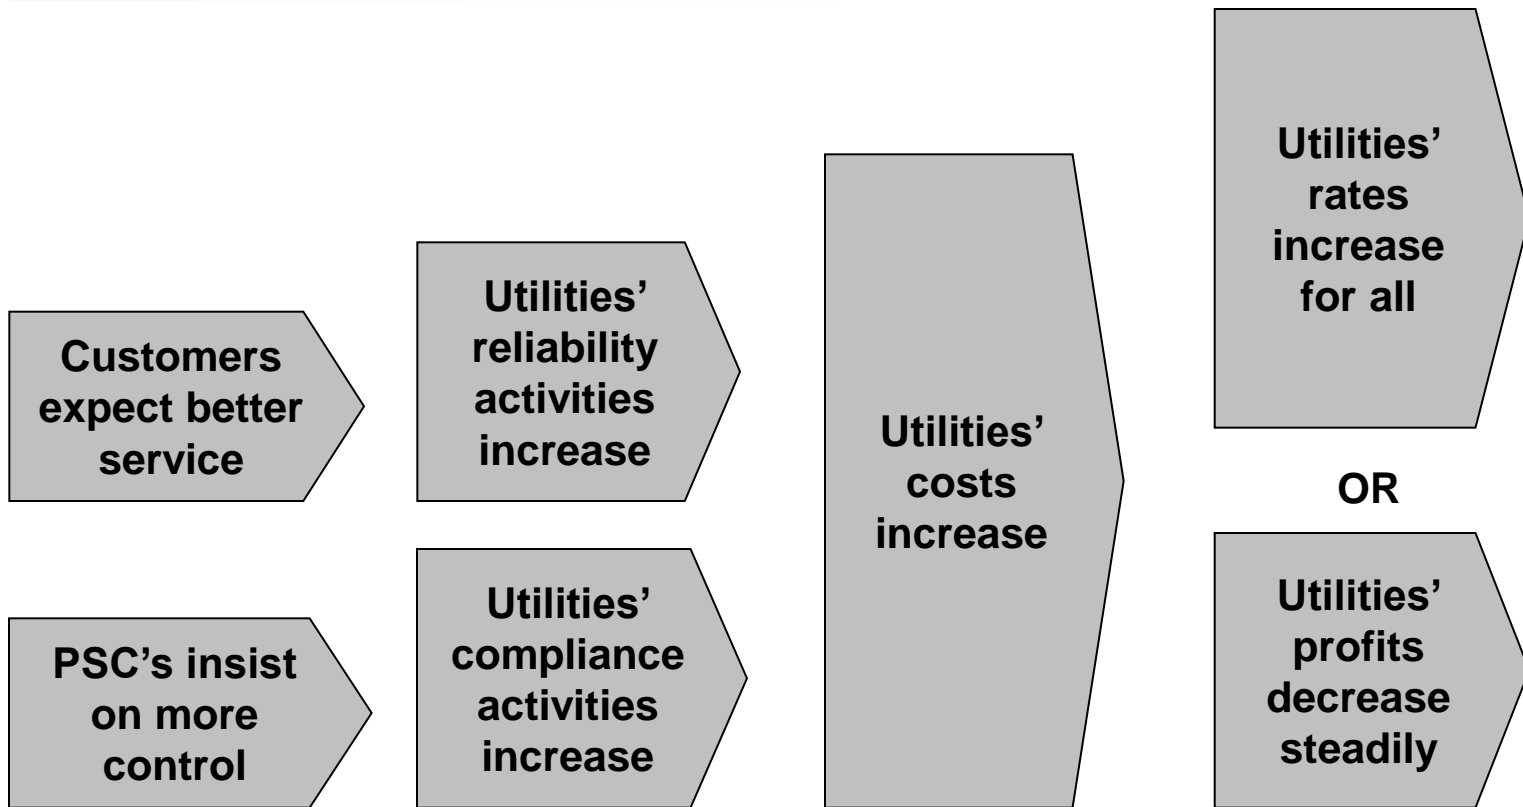 Customers
expect better
service
PSC’s insist
on more
control
Utilities’
reliability
activities
increase
Utilities’
compliance
activities
increase
Utilities’
costs
increase
Utilities’
rates
increase
for all
OR
Utilities’
profits
decrease
steadily